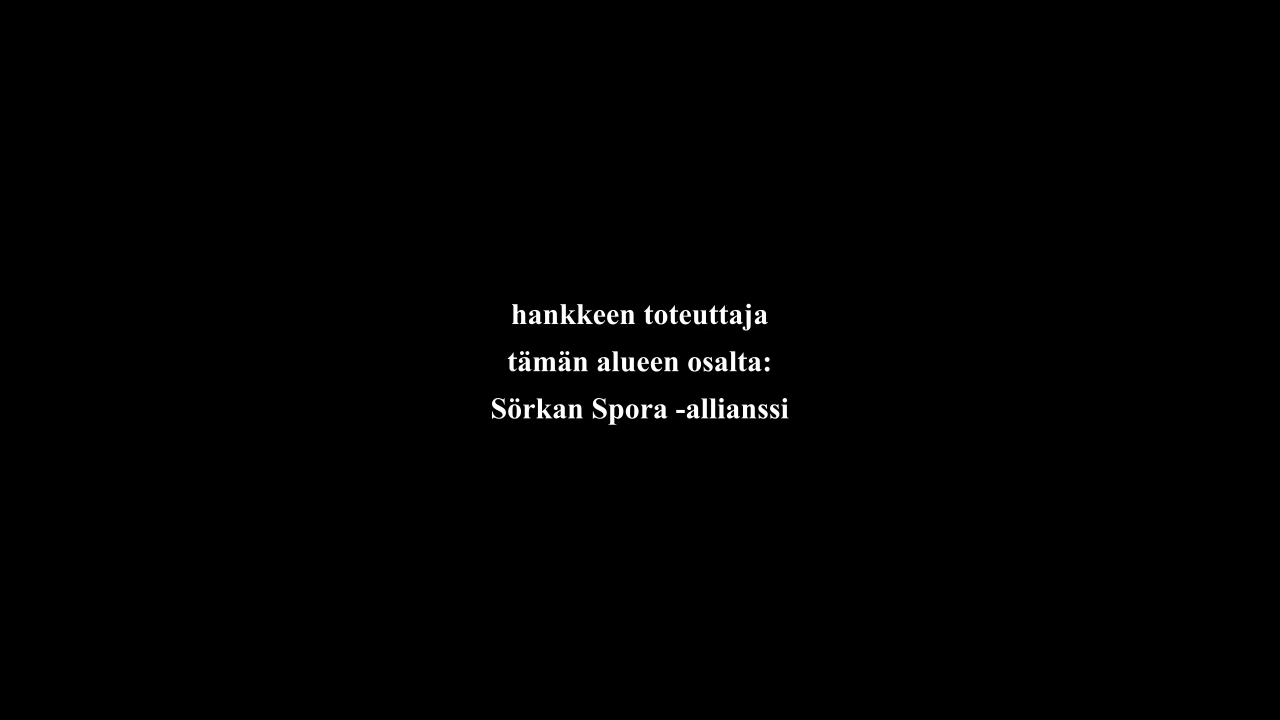 hankkeen toteuttaja
tämän alueen osalta:
Sörkan Spora -allianssi